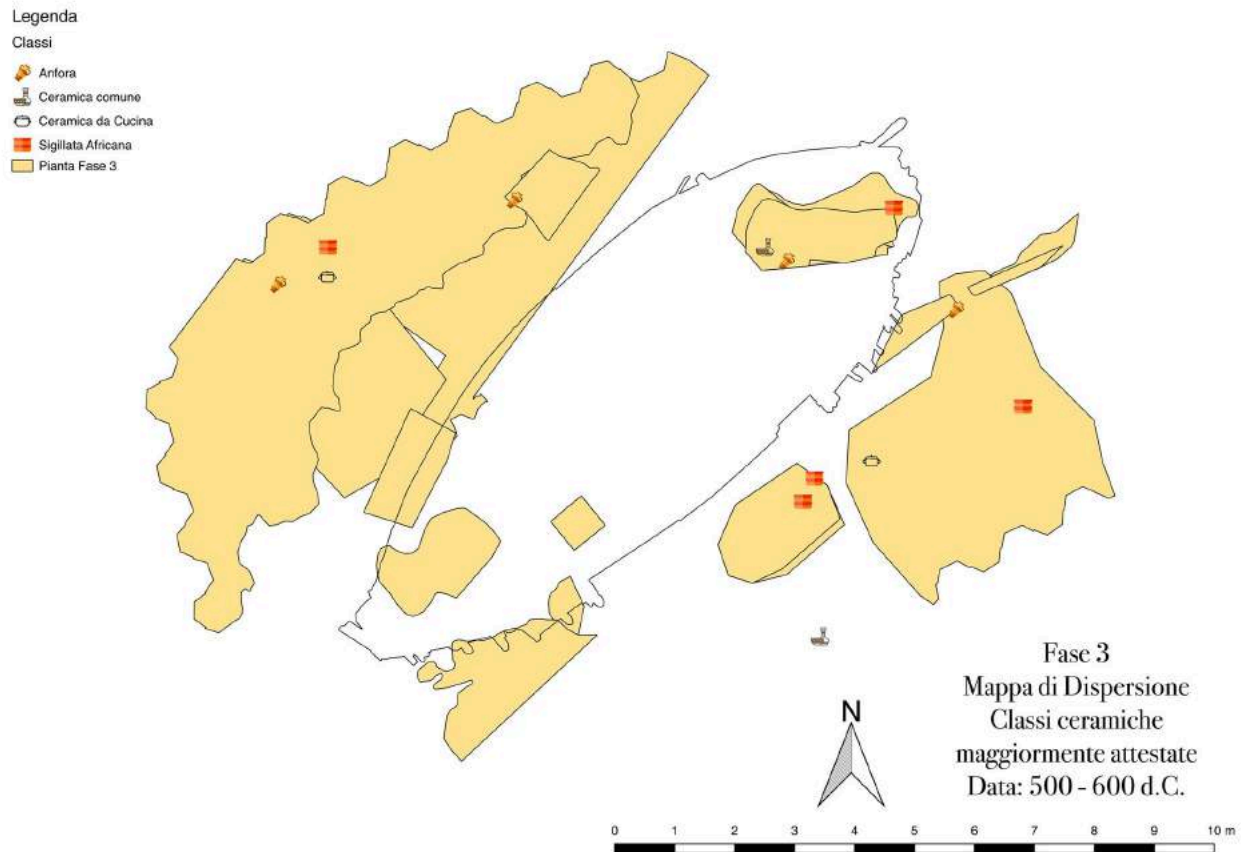 Legenda
Classi
Anfora
Ceramica comune
Ceramica da Cucina
Sigillata Africana
Pianta Fase 3
N
Fase 3
Mappa di Dispersione
Classi ceramiche
maggiormente attestate
Data: 500 - 600 d.C.
0 1 2 3 4 5 6 7 8 9 10 m